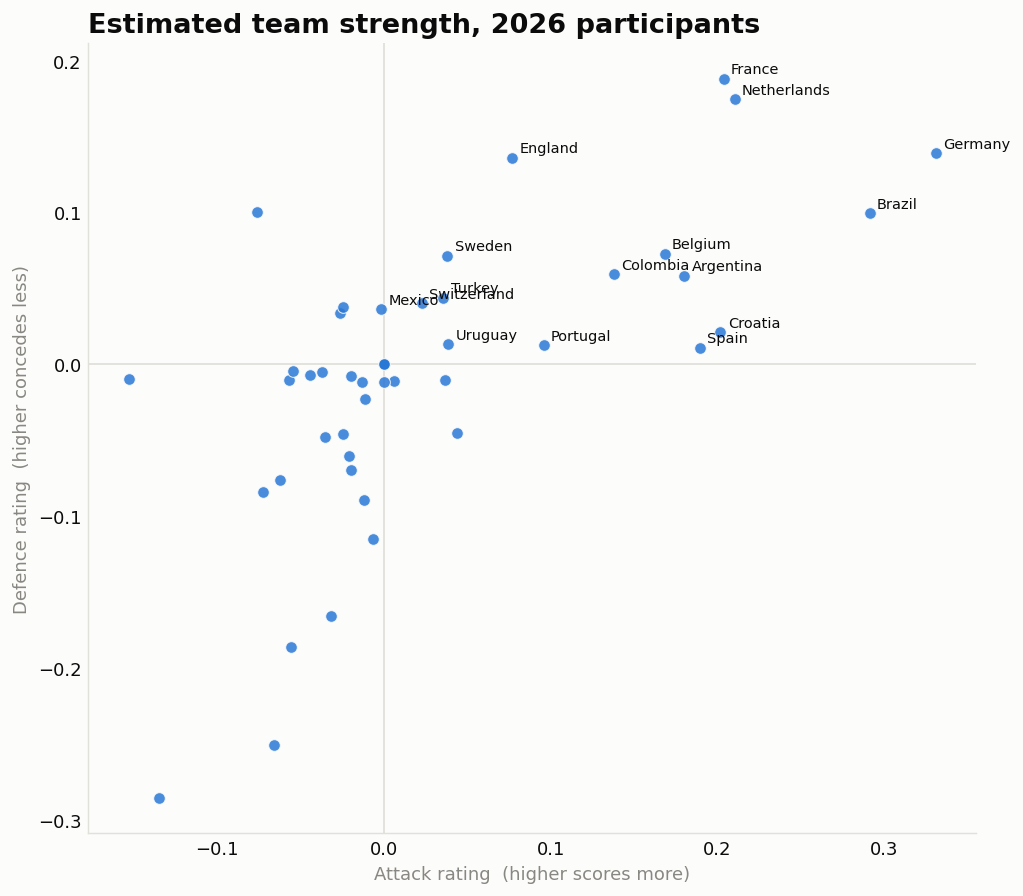 Estimated team strength, 2026 participants
0.2
France
Netherlands
England
Germany
Brazil
0.1
Sweden
Belgium
Colombia
Argentina
Turkey
Switzerland
Mexico
Croatia
Uruguay
Portugal
Spain
0.0
−0.1
−0.2
−0.3
Defence rating (higher concedes less)
−0.1
0.0
0.1
0.2
0.3
Attack rating (higher scores more)